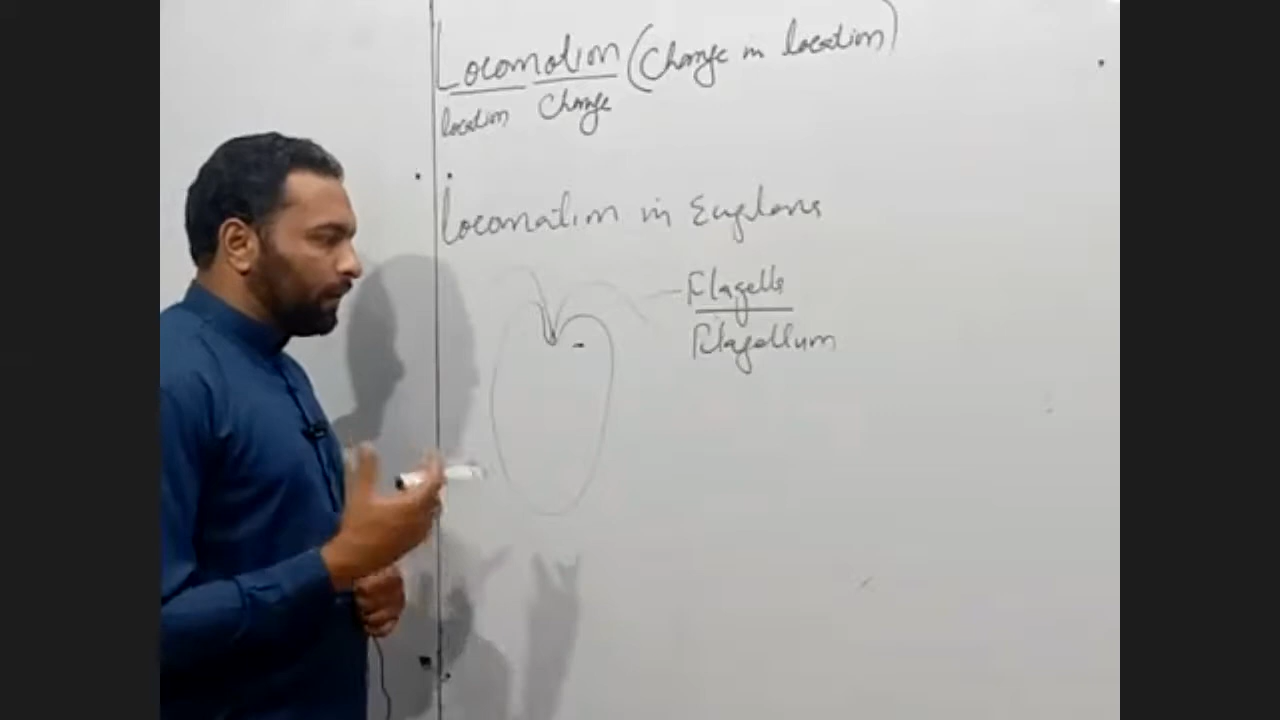 Locomotion (Change in location)
location Change
Locomotion in Euglena
Flagella
Flagellum